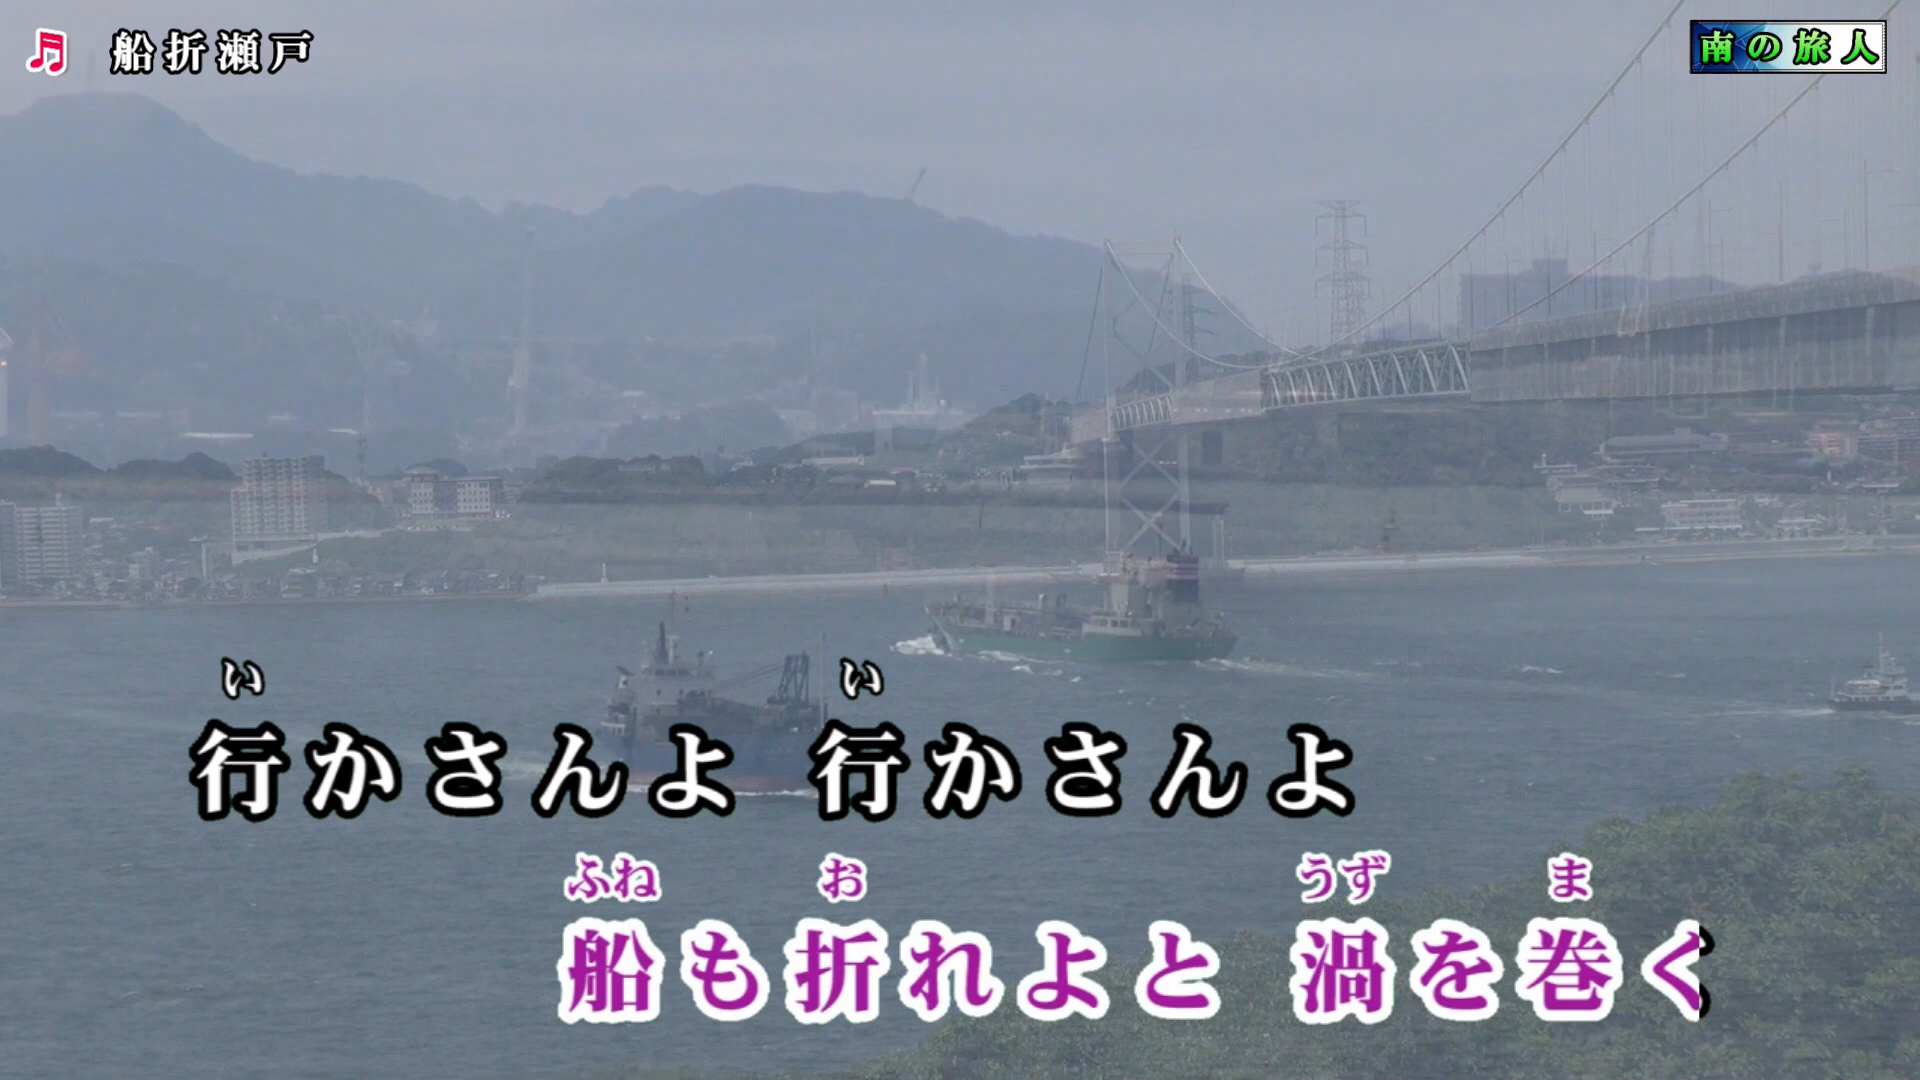 船折瀬戸
南の旅人
い い
行かさんよ 行かさんよ
ふね お うず ま
船も折れよと 渦を巻く